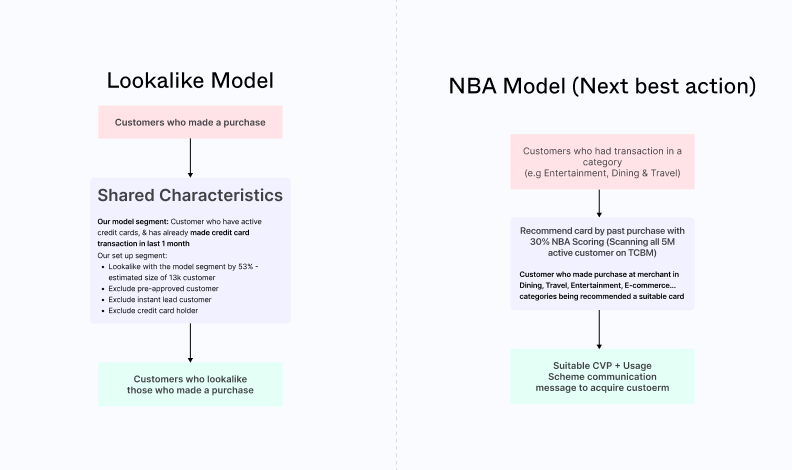 Lookalike Model
Customers who made a purchase
Shared Characteristics
Our model segment: Customer who have active
credit cards, & has already made credit card
transaction in last 1 month
Our set up segment:
• Lookalike with the model segment by 53% -
estimated size of 13k customer
• Exclude pre-approved customer
• Exclude instant lead customer
• Exclude credit card holder
Customers who lookalike
those who made a purchase
NBA Model (Next best action)
Customers who had transaction in a
category
(e.g Entertainment, Dining & Travel)
Recommend card by past purchase with
30% NBA Scoring (Scanning all 5M
active customer on TCBM)
Customer who made purchase at merchant in
Dining, Travel, Entertainment, E-commerce...
categories being recommended a suitable card
Suitable CVP + Usage
Scheme communication
message to acquire custoerm